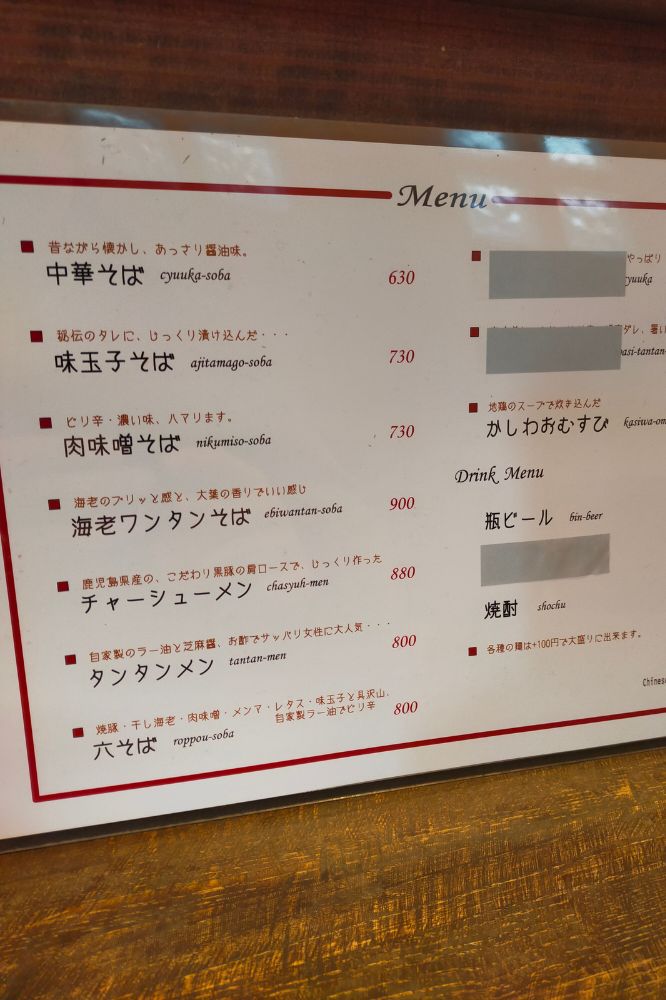 Menu
昔ながら懐かし、あっさり醤油味。
中華そば cyuuka-soba 630
秘伝のタレに、じっくり漬け込んだ・・・
味玉子そば ajitamago-soba 730
ピリ辛・濃い味、ハマリます。
肉味噌そば nikumiso-soba 730
海老のプリッと感と、大葉の香りでいい感じ
海老ワンタンそば ebiwantan-soba 900
鹿児島県産の、こだわり黒豚の肩ロースで、じっくり作った
チャーシューメン chasyuh-men 880
自家製のラー油と芝麻醤、お酢でサッパリ女性に大人気・・・
タンタンメン tantan-men 800
焼豚・干し海老・肉味噌・メンマ・レタス・味玉子と具沢山、
自家製ラー油でピリ辛
六そば roppou-soba 800
やっぱり
yuuka
ダレ、暑い
asi-tantan-
地鶏のスープで炊き込んだ
かしわおむすび kasiwa-om
Drink Menu
瓶ビール bin-beer
焼酎 shochu
各種の麺は+100円で大盛りに出来ます。
Chinese